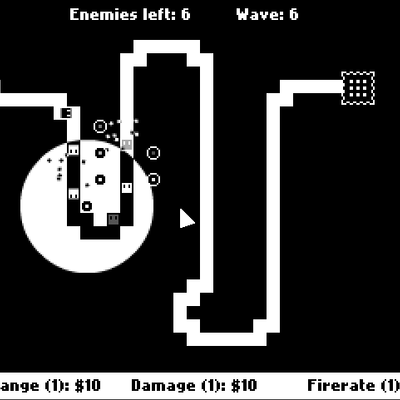 Enemies left: 6 Wave: 6
ange (1): $10 Damage (1): $10 Firerate (1)